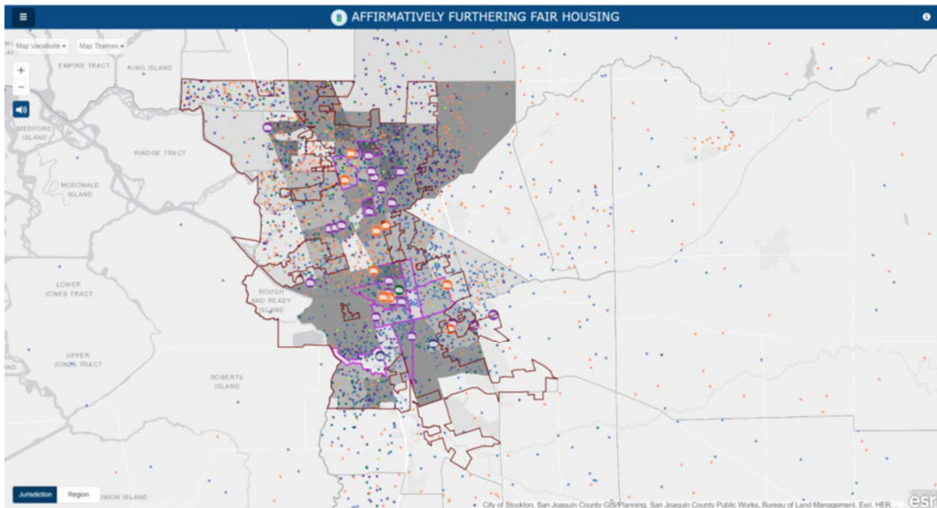 AFFIRMATIVELY FURTHERING FAIR HOUSING
Map Variations
Map Themes
EMPIRE TRACT
KING ISLAND
MEDFORD
ISLAND
RINDGE TRACT
MCDONALD
ISLAND
LOWER
JONES TRACT
ROUGH
AND READY
ISLAND
UPPER
JONES TRACT
ROBERTS
ISLAND
Jurisdiction
Region
ISLAND
City of Stockton, San Joaquin County GIS/Planning, San Joaquin County Public Works, Bureau of Land Management, Esri, HER...
esri